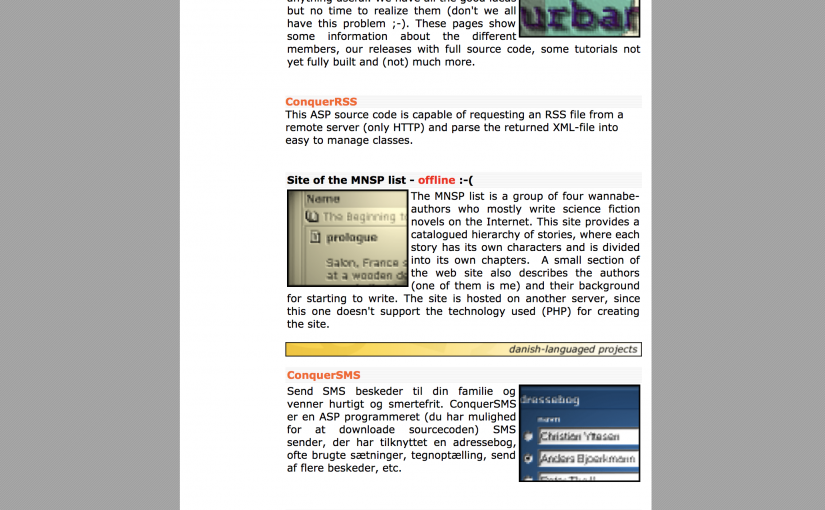 but no time to realize them (don't we all
have this problem ;-). These pages show
some information about the different
members, our releases with full source code, some tutorials not
yet fully built and (not) much more.
ConquerRSS
This ASP source code is capable of requesting an RSS file from a
remote server (only HTTP) and parse the returned XML-file into
easy to manage classes.
Site of the MNSP list - offline :-(
Name
The Beginning
prologue
Salon, France
at a wooden
The MNSP list is a group of four wannabe-
authors who mostly write science fiction
novels on the Internet. This site provides a
catalogued hierarchy of stories, where each
story has its own characters and is divided
into its own chapters. A small section of
the web site also describes the authors
(one of them is me) and their background
for starting to write. The site is hosted on another server, since
this one doesn't support the technology used (PHP) for creating
the site.
danish-languaged projects
ConquerSMS
Send SMS beskeder til din familie og
venner hurtigt og smertefrit. ConquerSMS
er en ASP programmeret (du har mulighed
for at downloade sourcecoden) SMS
sender, der har tilknyttet en adressebog,
ofte brugte sætninger, tegnoptælling, send
af flere beskeder, etc.
dressebog
navn
Christian Yttesen
Anders Bjoerkmann